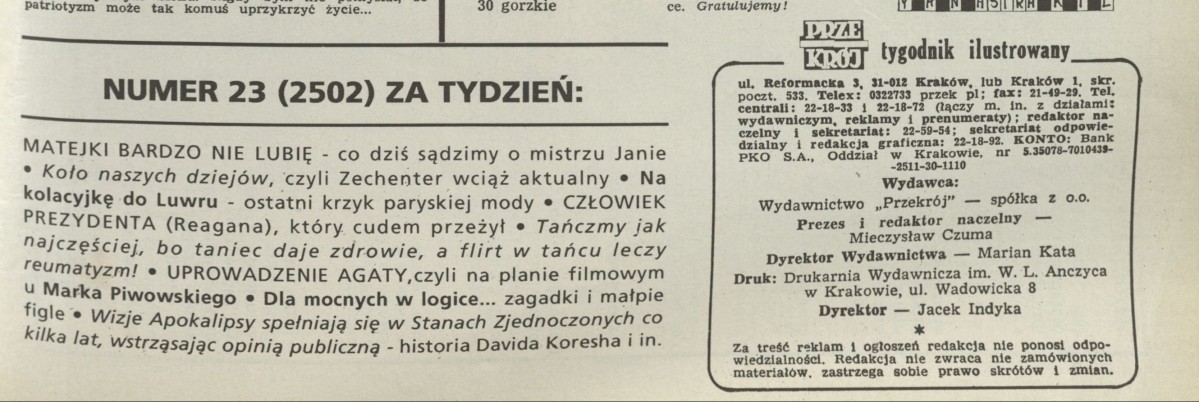 patriotyzm może tak komuś uprzykrzyć życie...
30 gorzkie
ce. Gratulujemy!
NUMER 23 (2502) ZA TYDZIEŃ:
MATEJKI BARDZO NIE LUBIĘ - co dziś sądzimy o mistrzu Janie
• Koło naszych dziejów, czyli Zechenter wciąż aktualny • Na
kolacyjkę do Luwru - ostatni krzyk paryskiej mody • CZŁOWIEK
PREZYDENTA (Reagana), który cudem przeżył • Tańczmy jak
najczęściej, bo taniec daje zdrowie, a flirt w tańcu leczy
reumatyzm! • UPROWADZENIE AGATY,czyli na planie filmowym
u Marka Piwowskiego • Dla mocnych w logice... zagadki i małpie
figle • Wizje Apokalipsy spełniają się w Stanach Zjednoczonych co
kilka lat, wstrząsając opinią publiczną - historia Davida Koresha i in.
PRZE
KRÓJ tygodnik ilustrowany
ul. Reformacka 3, 31-012 Kraków, lub Kraków 1, skr.
poczt. 533. Telex: 0322733 przek pl; fax: 21-49-29. Tel.
centrali: 22-18-33 i 22-18-72 (łączy m. in. z działami:
wydawniczym, reklamy i prenumeraty); redaktor na-
czelny i sekretariat: 22-59-54; sekretariat odpowie-
dzialny i redakcja graficzna: 22-18-92. KONTO: Bank
PKO S.A., Oddział w Krakowie, nr 5.35078-7010439-
-2511-30-1110
Wydawca:
Wydawnictwo „Przekrój” — spółka z o.o.
Prezes i redaktor naczelny —
Mieczysław Czuma
Dyrektor Wydawnictwa — Marian Kata
Druk: Drukarnia Wydawnicza im. W. L. Anczyca
w Krakowie, ul. Wadowicka 8
Dyrektor — Jacek Indyka
*
Za treść reklam i ogłoszeń redakcja nie ponosi odpo-
wiedzialności. Redakcja nie zwraca nie zamówionych
materiałów, zastrzega sobie prawo skrótów i zmian.